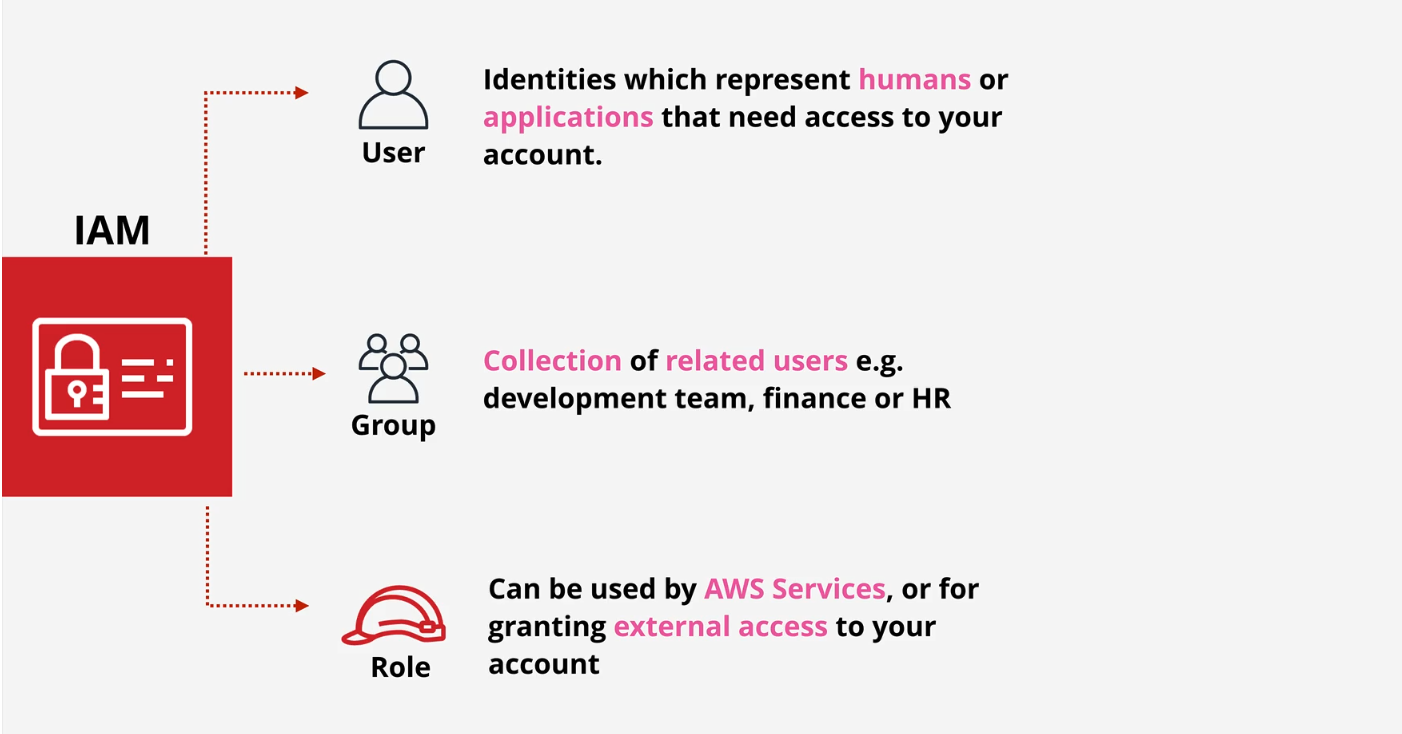 IAM
User
Identities which represent humans or
applications that need access to your
account.
Group
Collection of related users e.g.
development team, finance or HR
Role
Can be used by AWS Services, or for
granting external access to your
account